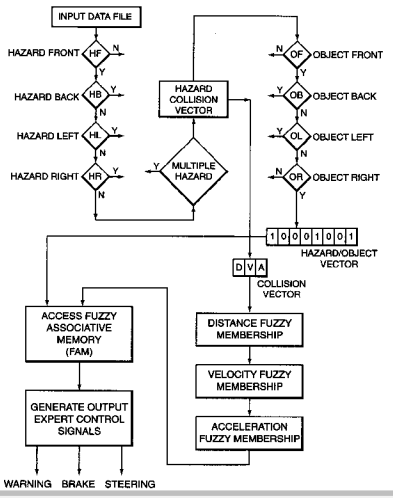 INPUT DATA FILE
HAZARD FRONT
HF
N
Y
HAZARD BACK
HB
Y
N
HAZARD LEFT
HL
Y
N
HAZARD RIGHT
HR
Y
N
HAZARD
COLLISION
VECTOR
Y
MULTIPLE
HAZARD
N
OF
OBJECT FRONT
Y
N
OB
OBJECT BACK
N
OL
OBJECT LEFT
N
OR
OBJECT RIGHT
Y
1 0 0 0 1 0 0 1
HAZARD/OBJECT
VECTOR
D V A
COLLISION
VECTOR
ACCESS FUZZY
ASSOCIATIVE
MEMORY
(FAM)
DISTANCE FUZZY
MEMBERSHIP
VELOCITY FUZZY
MEMBERSHIP
GENERATE OUTPUT
EXPERT CONTROL
SIGNALS
ACCELERATION
FUZZY MEMBERSHIP
WARNING BRAKE STEERING